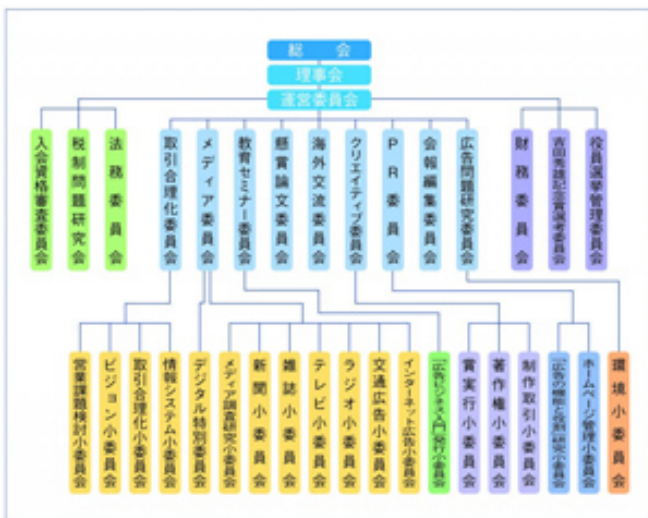 総 会
理事会
運営委員会
入会資格審査委員会
税制問題研究会
法務委員会
取引合理化委員会
メディア委員会
教育セミナー委員会
懸賞論文委員会
海外交流委員会
クリエイティブ委員会
PR委員会
会報編集委員会
広告問題研究委員会
財務委員会
吉田秀雄記念賞選考委員会
役員選挙管理委員会
営業課題検討小委員会
ビジョン小委員会
取引合理化小委員会
情報システム小委員会
デジタル特別委員会
メディア調査研究小委員会
新聞小委員会
雑誌小委員会
テレビ小委員会
ラジオ小委員会
交通広告小委員会
インターネット広告小委員会
「広告ビジネス入門」発行小委員会
賞実行小委員会
著作権小委員会
制作取引小委員会
「広告の機能と役割」研究小委員会
ホームページ管理小委員会
環境小委員会